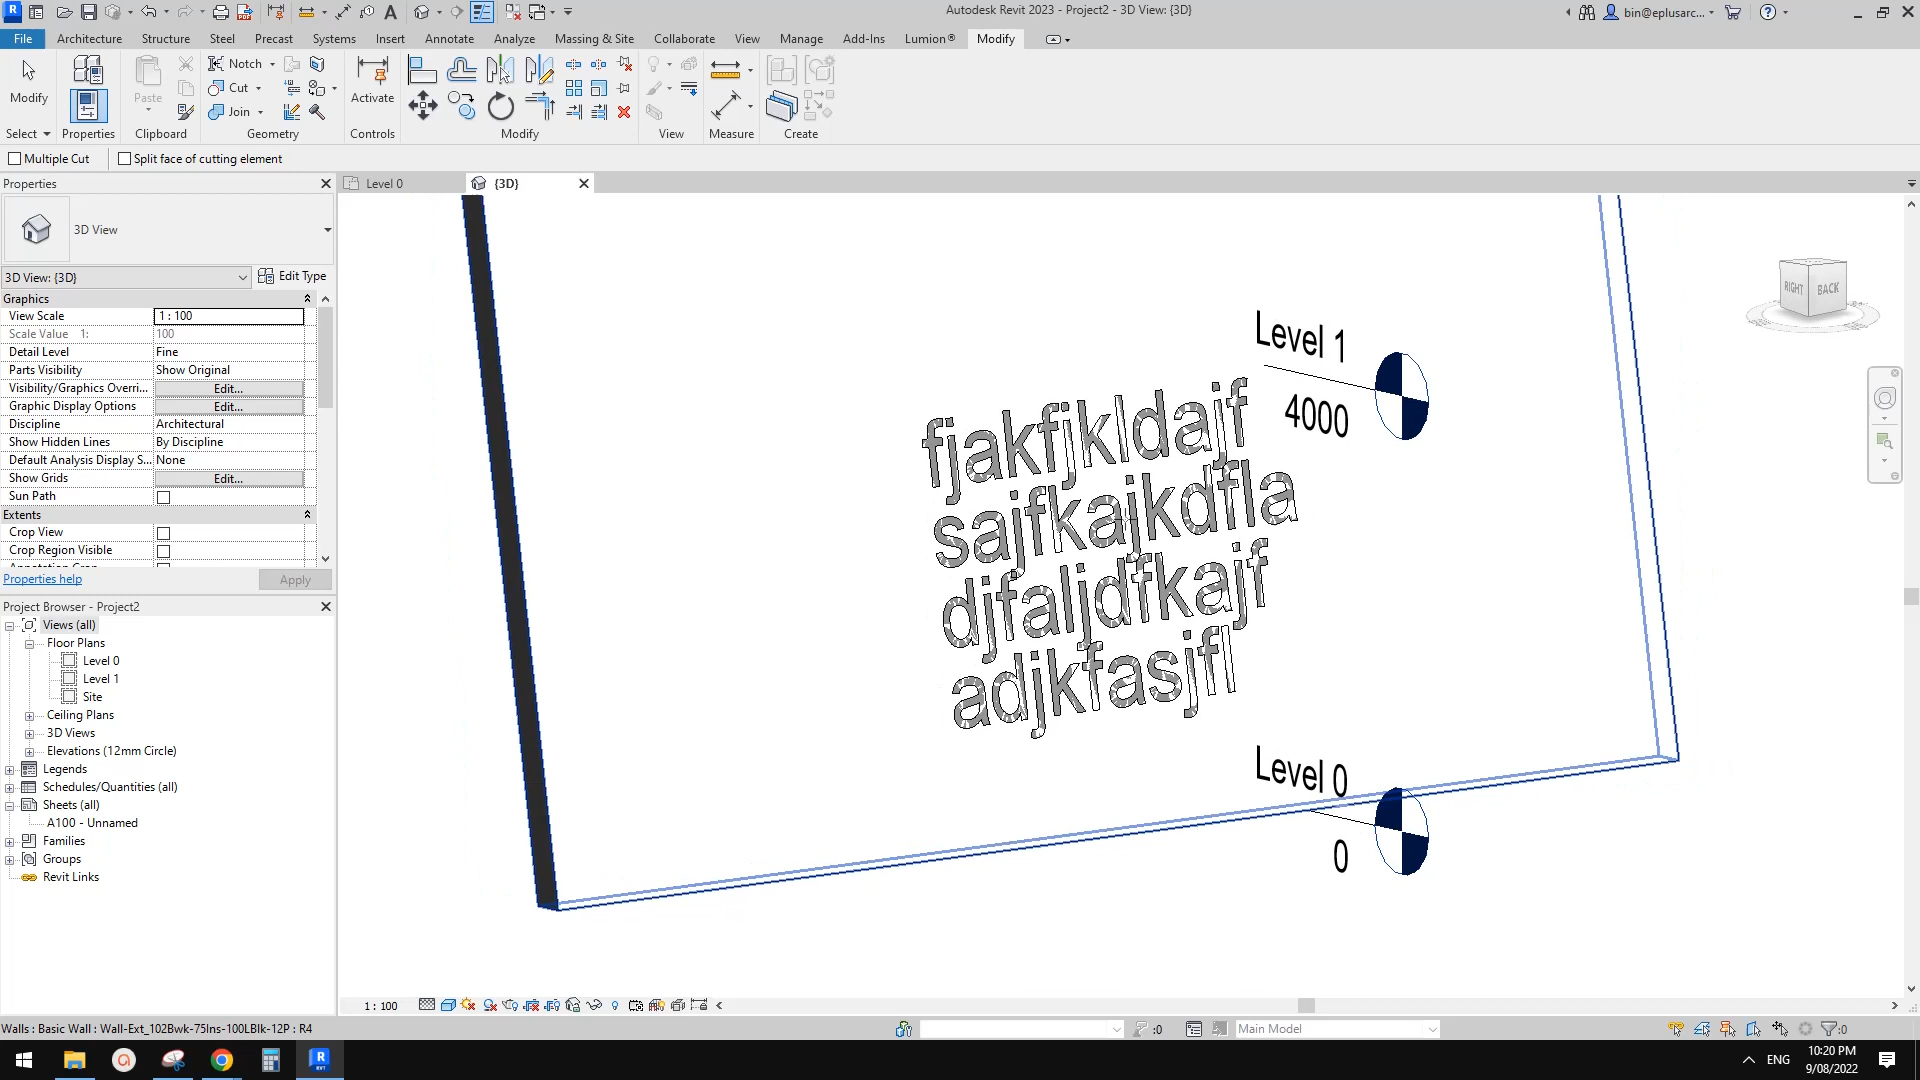 Autodesk Revit 2023 - Project2 - 3D View: {3D}
bin@eplusarc...
File Architecture Structure Steel Precast Systems Insert Annotate Analyze Massing & Site Collaborate View Manage Add-Ins Lumion® Modify
Modify
Properties
Paste
Notch
Cut
Join
Activate
Select Properties Clipboard Geometry Controls Modify View Measure Create
Multiple Cut Split face of cutting element
Properties
Level 0 {3D}
3D View
3D View: {3D} Edit Type
Graphics
View Scale 1 : 100
Scale Value 1: 100
Detail Level Fine
Parts Visibility Show Original
Visibility/Graphics Overri... Edit...
Graphic Display Options Edit...
Discipline Architectural
Show Hidden Lines By Discipline
Default Analysis Display S... None
Show Grids Edit...
Sun Path
Extents
Crop View
Crop Region Visible
Properties help Apply
Project Browser - Project2
Views (all)
Floor Plans
Level 0
Level 1
Site
Ceiling Plans
3D Views
Elevations (12mm Circle)
Legends
Schedules/Quantities (all)
Sheets (all)
A100 - Unnamed
Families
Groups
Revit Links
RIGHT BACK
Level 1
4000
fjakfjkldajf
sajfkajkdfla
djfaljdfkajf
adjkfasjfl
Level 0
0
1 : 100
Walls : Basic Wall : Wall-Ext_102Bwk-75Ins-100LBlk-12P : R4
:0
Main Model
:0
ENG
10:20 PM
9/08/2022